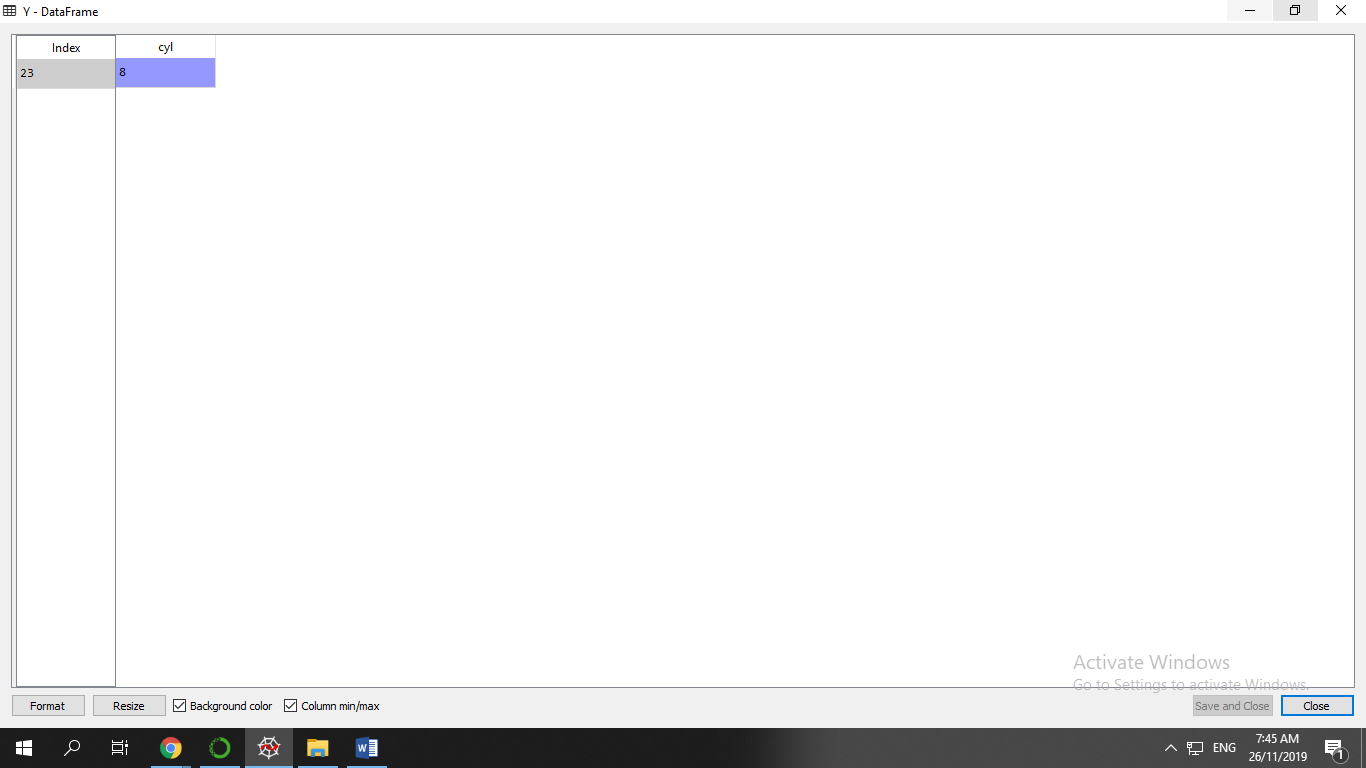 Y - DataFrame
Index cyl
23 8
Activate Windows
Go to Settings to activate Windows.
Format Resize Background color Column min/max Save and Close Close
W
ENG
7:45 AM
26/11/2019
1